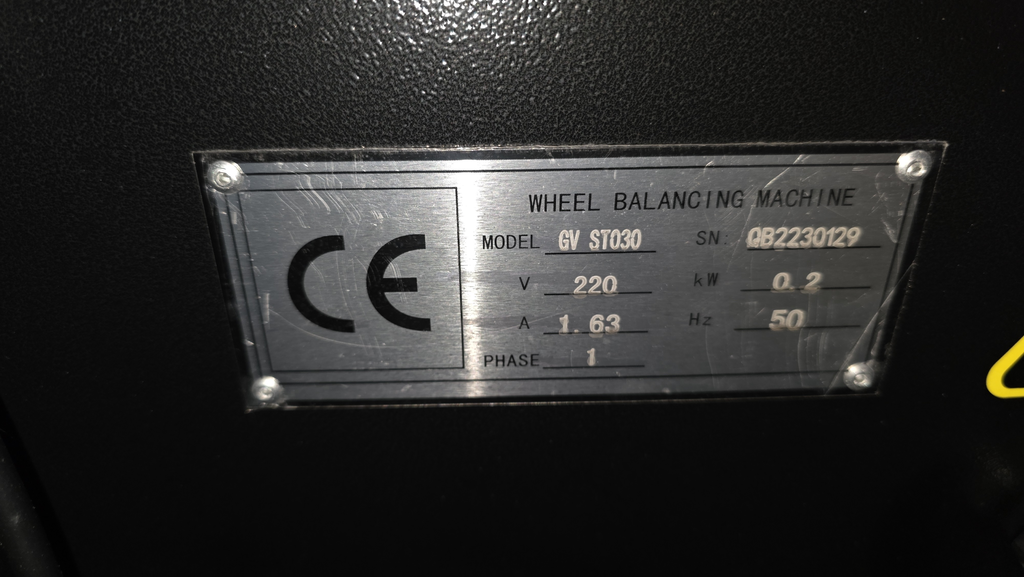 CE
WHEEL BALANCING MACHINE
MODEL GV ST030 SN: QB2230129
V 220 kW 0.2
A 1.63 Hz 50
PHASE 1